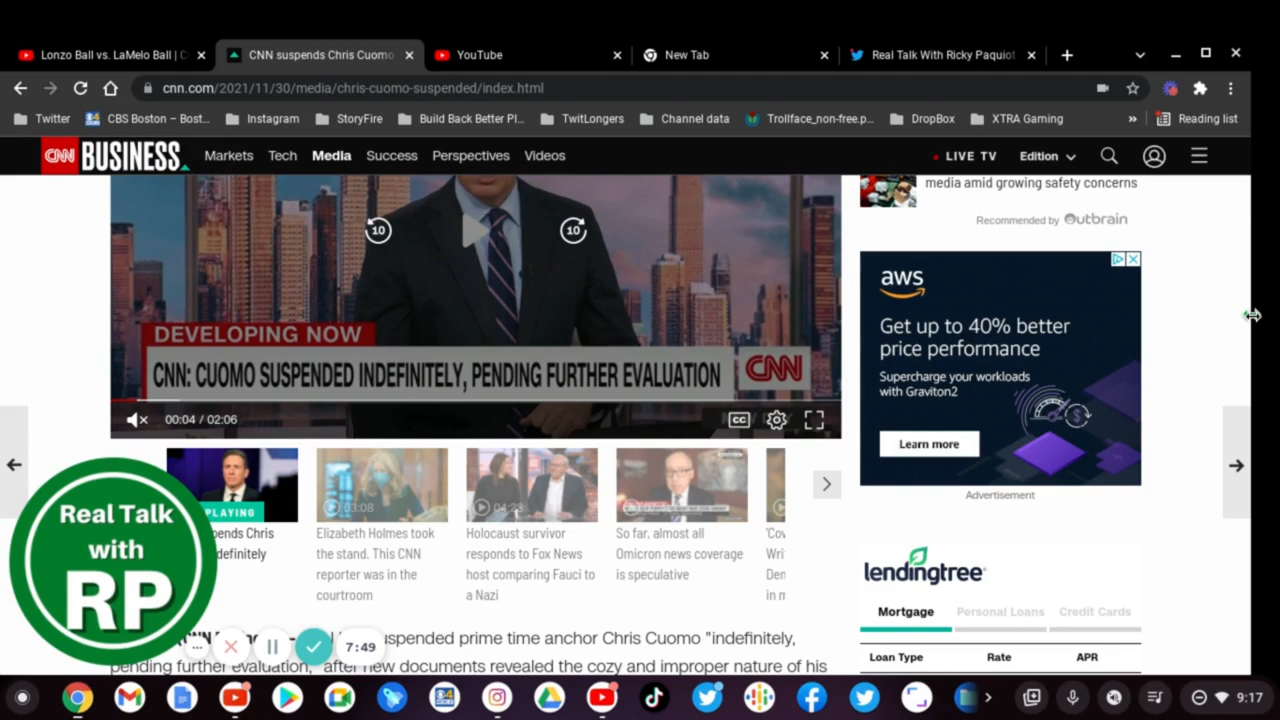 Lonzo Ball vs. LaMelo Ball | C
CNN suspends Chris Cuomo
YouTube
New Tab
Real Talk With Ricky Paquiot
cnn.com/2021/11/30/media/chris-cuomo-suspended/index.html
Twitter
CBS Boston – Bost...
Instagram
StoryFire
Build Back Better Pl...
TwitLongers
Channel data
Trollface_non-free.p...
DropBox
XTRA Gaming
»
Reading list
CNN BUSINESS
Markets
Tech
Media
Success
Perspectives
Videos
LIVE TV
Edition
media amid growing safety concerns
Recommended by Outbrain
10
10
DEVELOPING NOW
CNN: CUOMO SUSPENDED INDEFINITELY, PENDING FURTHER EVALUATION
CNN
00:04 / 02:06
CC
aws
Get up to 40% better
price performance
Supercharge your workloads
with Graviton2
Learn more
Advertisement
PLAYING
pends Chris
definitely
03:08
Elizabeth Holmes took
the stand. This CNN
reporter was in the
courtroom
04:23
Holocaust survivor
responds to Fox News
host comparing Fauci to
a Nazi
So far, almost all
Omicron news coverage
is speculative
'Cov
Wri
Den
in m
Real Talk
with
RP
lendingtree
Mortgage
Personal Loans
Credit Cards
Loan Type
Rate
APR
7:49
uspended prime time anchor Chris Cuomo "indefinitely,
pending further evaluation," after new documents revealed the cozy and improper nature of his
9:17